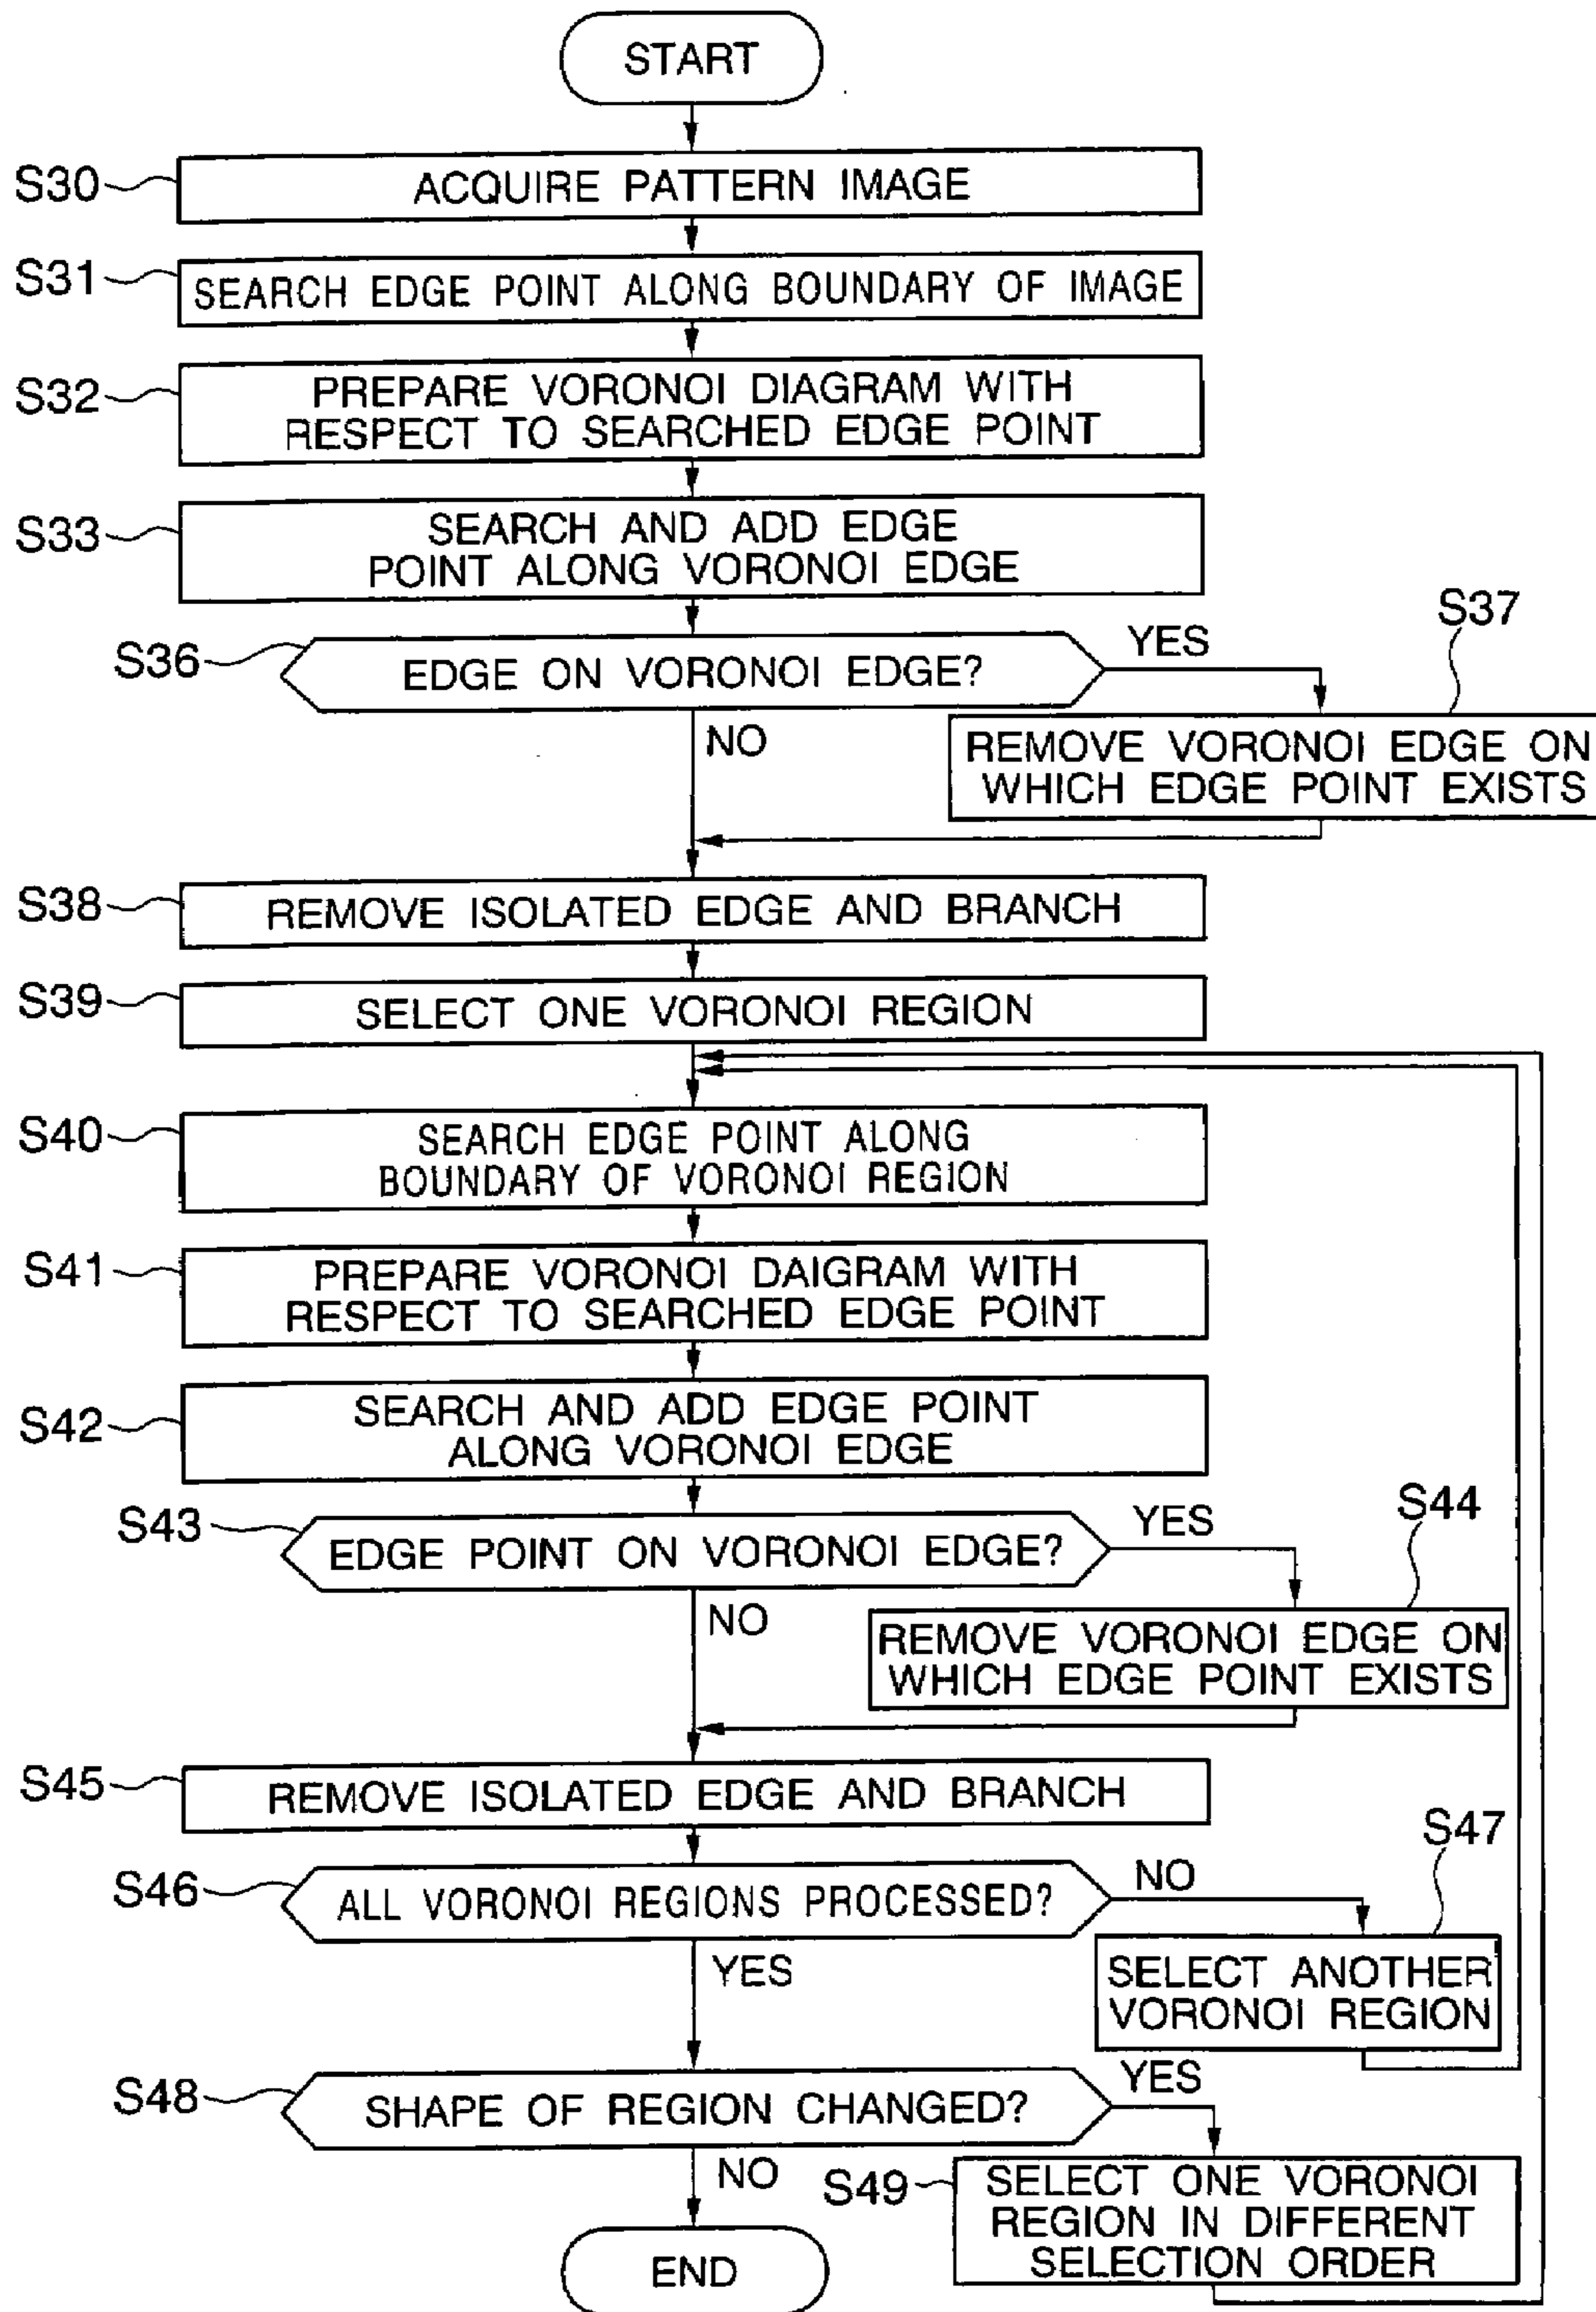 START
S30
ACQUIRE PATTERN IMAGE
S31
SEARCH EDGE POINT ALONG BOUNDARY OF IMAGE
S32
PREPARE VORONOI DIAGRAM WITH
RESPECT TO SEARCHED EDGE POINT
S33
SEARCH AND ADD EDGE
POINT ALONG VORONOI EDGE
S36
EDGE ON VORONOI EDGE?
YES
S37
NO
REMOVE VORONOI EDGE ON
WHICH EDGE POINT EXISTS
S38
REMOVE ISOLATED EDGE AND BRANCH
S39
SELECT ONE VORONOI REGION
S40
SEARCH EDGE POINT ALONG
BOUNDARY OF VORONOI REGION
S41
PREPARE VORONOI DAIGRAM WITH
RESPECT TO SEARCHED EDGE POINT
S42
SEARCH AND ADD EDGE POINT
ALONG VORONOI EDGE
S43
EDGE POINT ON VORONOI EDGE?
YES
S44
NO
REMOVE VORONOI EDGE ON
WHICH EDGE POINT EXISTS
S45
REMOVE ISOLATED EDGE AND BRANCH
S46
ALL VORONOI REGIONS PROCESSED?
NO
S47
YES
SELECT ANOTHER
VORONOI REGION
S48
SHAPE OF REGION CHANGED?
YES
NO
S49
SELECT ONE VORONOI
REGION IN DIFFERENT
SELECTION ORDER
END